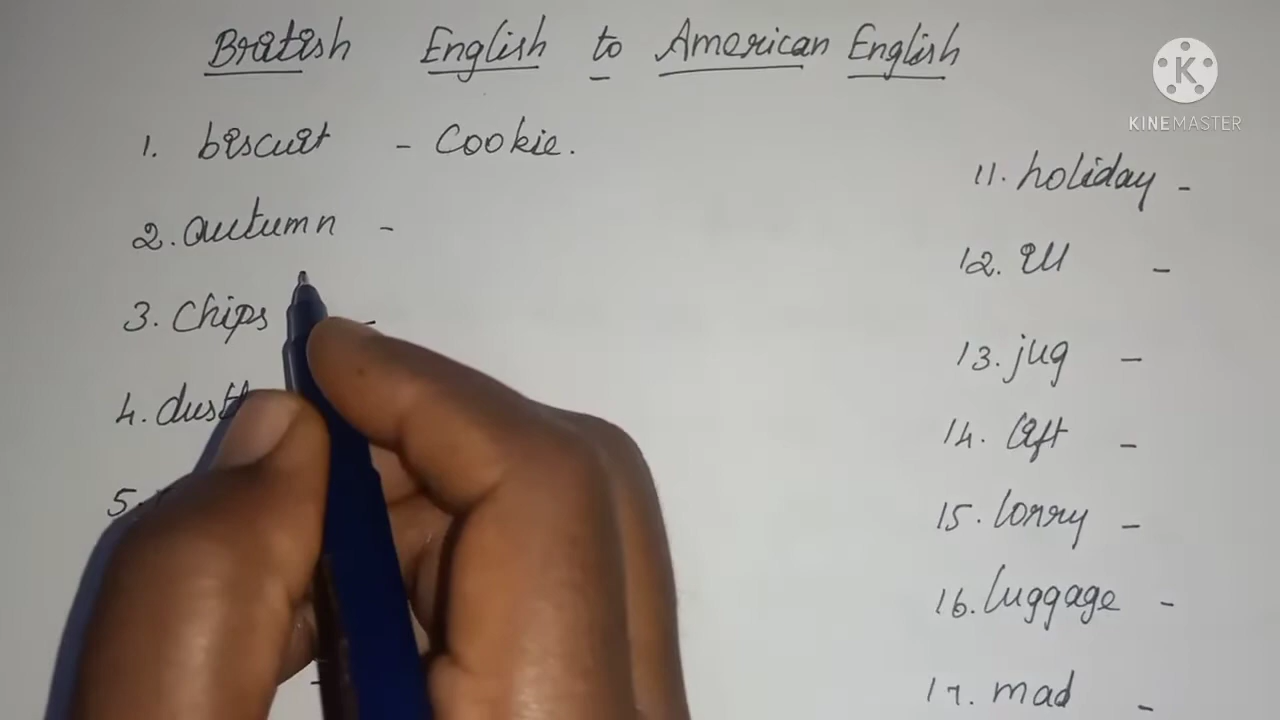 British English to American English
1. biscuit - Cookie.
2. autumn -
3. chips -
4. dust
5.
11. holiday -
12. ill -
13. jug -
14. lift -
15. lorry -
16. luggage -
17. mad -
KINEMASTER